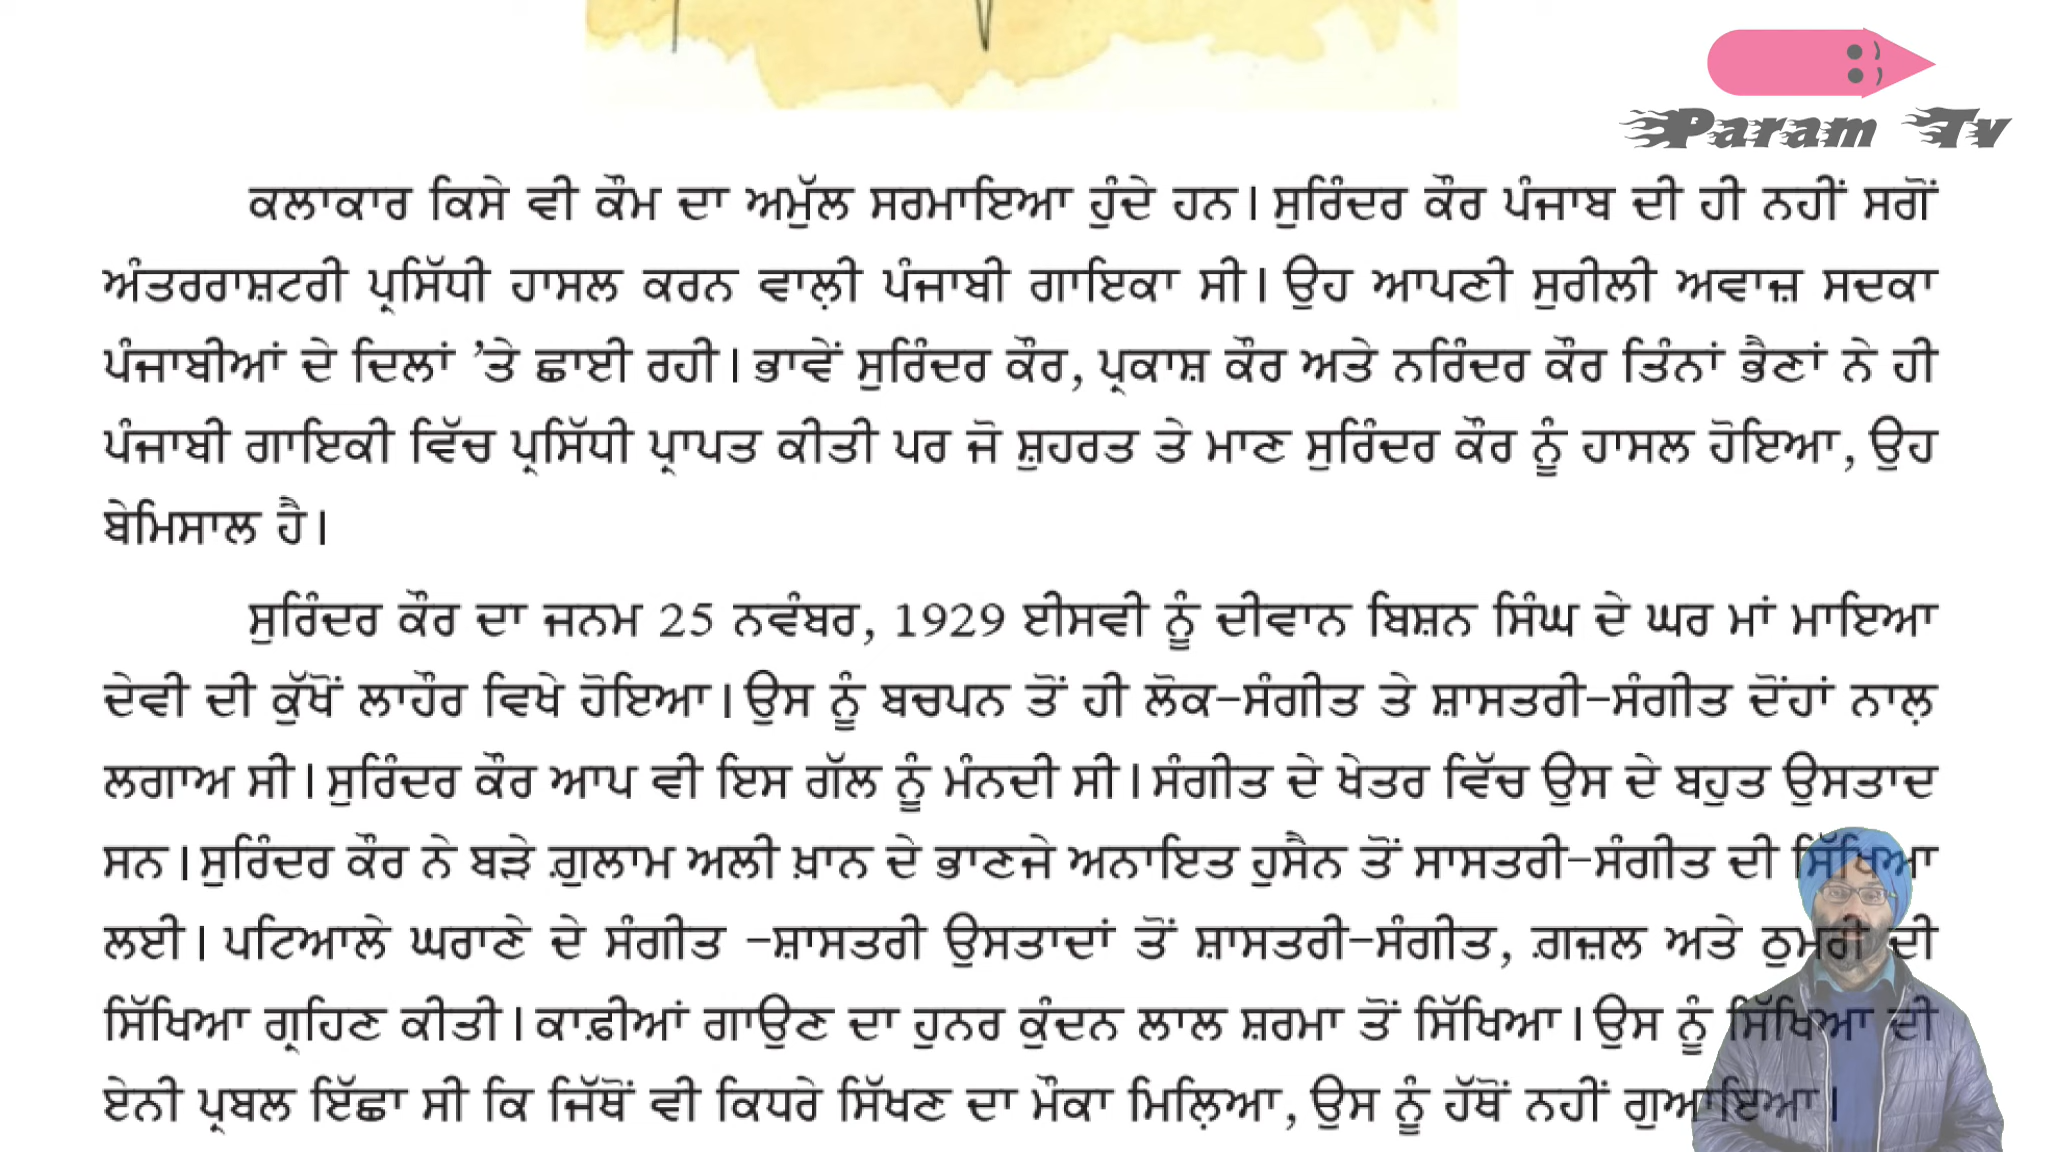 Param Tv
ਕਲਾਕਾਰ ਕਿਸੇ ਵੀ ਕੌਮ ਦਾ ਅਮੁੱਲ ਸਰਮਾਇਆ ਹੁੰਦੇ ਹਨ। ਸੁਰਿੰਦਰ ਕੌਰ ਪੰਜਾਬ ਦੀ ਹੀ ਨਹੀਂ ਸਗੋਂ
ਅੰਤਰਰਾਸ਼ਟਰੀ ਪ੍ਰਸਿੱਧੀ ਹਾਸਲ ਕਰਨ ਵਾਲ਼ੀ ਪੰਜਾਬੀ ਗਾਇਕਾ ਸੀ। ਉਹ ਆਪਣੀ ਸੁਰੀਲੀ ਅਵਾਜ਼ ਸਦਕਾ
ਪੰਜਾਬੀਆਂ ਦੇ ਦਿਲਾਂ ’ਤੇ ਛਾਈ ਰਹੀ। ਭਾਵੇਂ ਸੁਰਿੰਦਰ ਕੌਰ, ਪ੍ਰਕਾਸ਼ ਕੌਰ ਅਤੇ ਨਰਿੰਦਰ ਕੌਰ ਤਿੰਨਾਂ ਭੈਣਾਂ ਨੇ ਹੀ
ਪੰਜਾਬੀ ਗਾਇਕੀ ਵਿੱਚ ਪ੍ਰਸਿੱਧੀ ਪ੍ਰਾਪਤ ਕੀਤੀ ਪਰ ਜੋ ਸ਼ੁਹਰਤ ਤੇ ਮਾਣ ਸੁਰਿੰਦਰ ਕੌਰ ਨੂੰ ਹਾਸਲ ਹੋਇਆ, ਉਹ
ਬੇਮਿਸਾਲ ਹੈ।
ਸੁਰਿੰਦਰ ਕੌਰ ਦਾ ਜਨਮ 25 ਨਵੰਬਰ, 1929 ਈਸਵੀ ਨੂੰ ਦੀਵਾਨ ਬਿਸ਼ਨ ਸਿੰਘ ਦੇ ਘਰ ਮਾਂ ਮਾਇਆ
ਦੇਵੀ ਦੀ ਕੁੱਖੋਂ ਲਾਹੌਰ ਵਿਖੇ ਹੋਇਆ। ਉਸ ਨੂੰ ਬਚਪਨ ਤੋਂ ਹੀ ਲੋਕ-ਸੰਗੀਤ ਤੇ ਸ਼ਾਸਤਰੀ-ਸੰਗੀਤ ਦੋਂਹਾਂ ਨਾਲ਼
ਲਗਾਅ ਸੀ। ਸੁਰਿੰਦਰ ਕੌਰ ਆਪ ਵੀ ਇਸ ਗੱਲ ਨੂੰ ਮੰਨਦੀ ਸੀ। ਸੰਗੀਤ ਦੇ ਖੇਤਰ ਵਿੱਚ ਉਸ ਦੇ ਬਹੁਤ ਉਸਤਾਦ
ਸਨ। ਸੁਰਿੰਦਰ ਕੌਰ ਨੇ ਬੜੇ ਗ਼ੁਲਾਮ ਅਲੀ ਖ਼ਾਨ ਦੇ ਭਾਣਜੇ ਅਨਾਇਤ ਹੁਸੈਨ ਤੋਂ ਸਾਸਤਰੀ-ਸੰਗੀਤ ਦੀ ਸਿੱਖਿਆ
ਲਈ। ਪਟਿਆਲੇ ਘਰਾਣੇ ਦੇ ਸੰਗੀਤ -ਸ਼ਾਸਤਰੀ ਉਸਤਾਦਾਂ ਤੋਂ ਸ਼ਾਸਤਰੀ-ਸੰਗੀਤ, ਗ਼ਜ਼ਲ ਅਤੇ ਠੁਮਰੀ ਦੀ
ਸਿੱਖਿਆ ਗ੍ਰਹਿਣ ਕੀਤੀ। ਕਾਫ਼ੀਆਂ ਗਾਉਣ ਦਾ ਹੁਨਰ ਕੁੰਦਨ ਲਾਲ ਸ਼ਰਮਾ ਤੋਂ ਸਿੱਖਿਆ। ਉਸ ਨੂੰ ਸਿੱਖਿਆ ਦੀ
ਏਨੀ ਪ੍ਰਬਲ ਇੱਛਾ ਸੀ ਕਿ ਜਿੱਥੋਂ ਵੀ ਕਿਧਰੇ ਸਿੱਖਣ ਦਾ ਮੌਕਾ ਮਿਲ਼ਿਆ, ਉਸ ਨੂੰ ਹੱਥੋਂ ਨਹੀਂ ਗੁਆਇਆ।